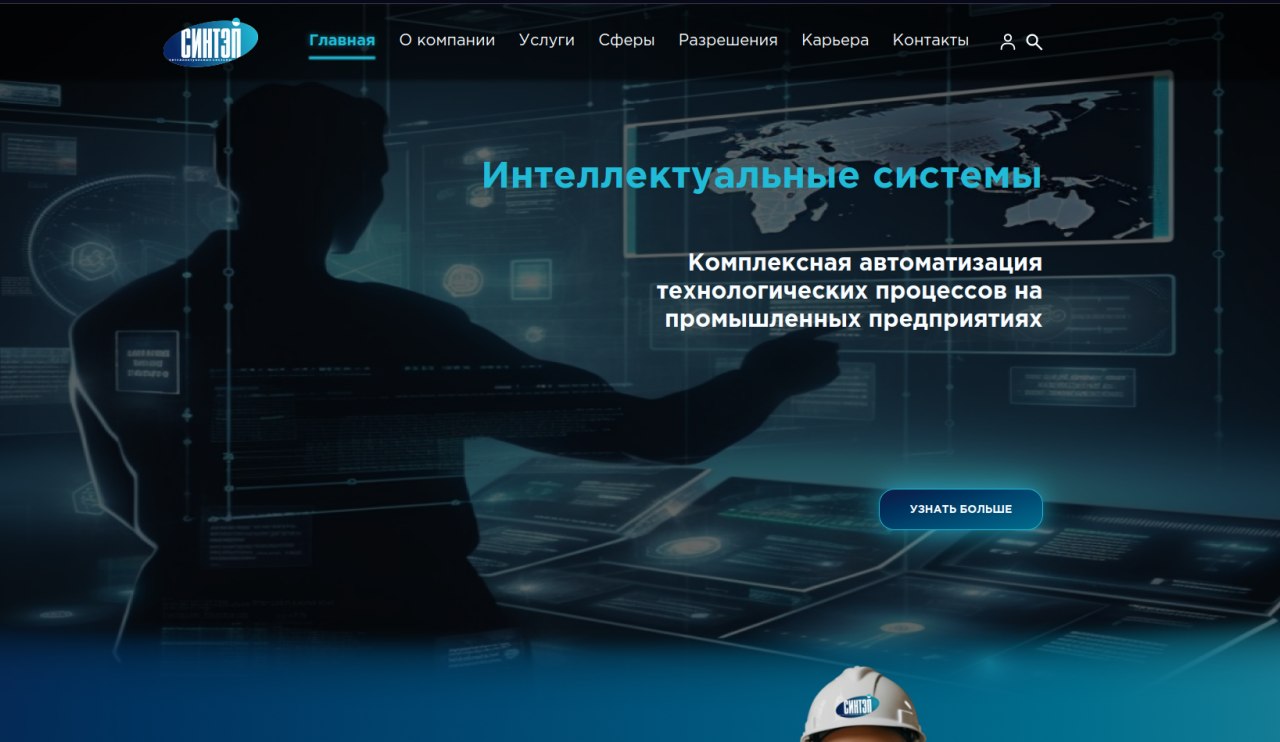 СИНТЭП
Главная
О компании
Услуги
Сферы
Разрешения
Карьера
Контакты
Интеллектуальные системы
Комплексная автоматизация
технологических процессов на
промышленных предприятиях
УЗНАТЬ БОЛЬШЕ
СИНТЭП